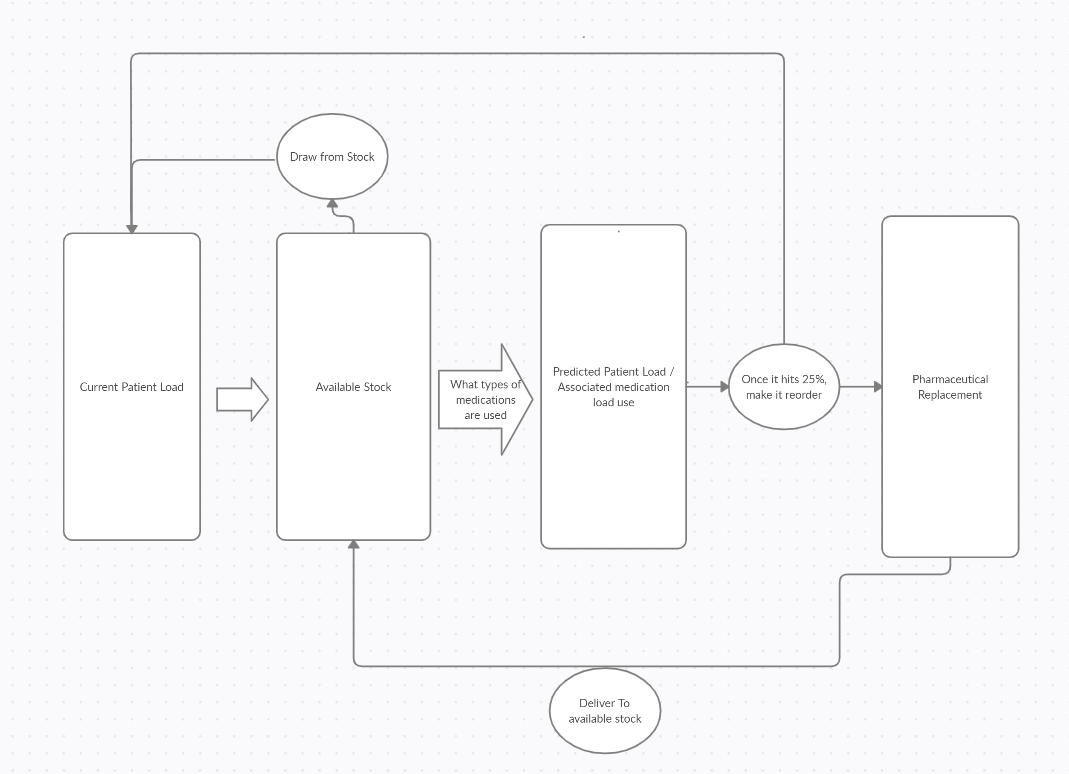 Draw from Stock
Current Patient Load
Available Stock
What types of
medications
are used
Predicted Patient Load /
Associated medication
load use
Once it hits 25%,
make it reorder
Pharmaceutical
Replacement
Deliver To
available stock